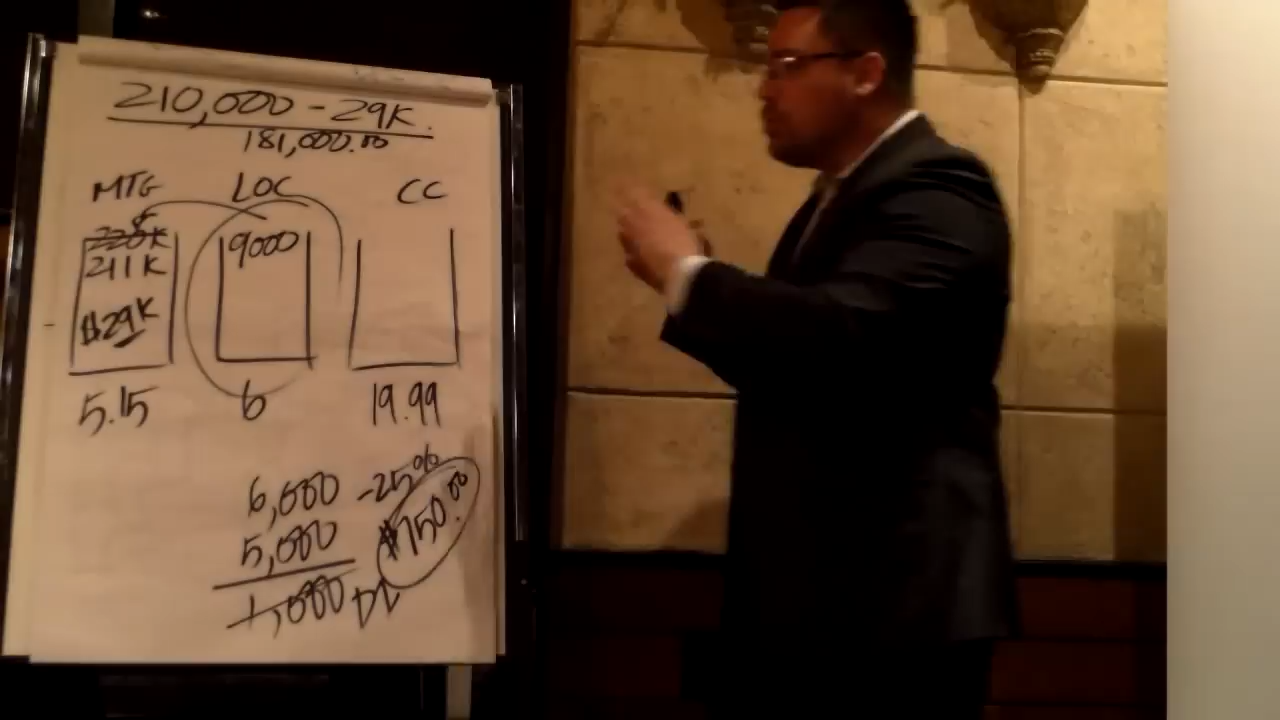 210,000 - 29K.
181,000.00
MTG LOC CC
220K 9000
211K
$29K
5.15 6 19.99
6,000 -25%
5,000 $750.00
1,000 DL